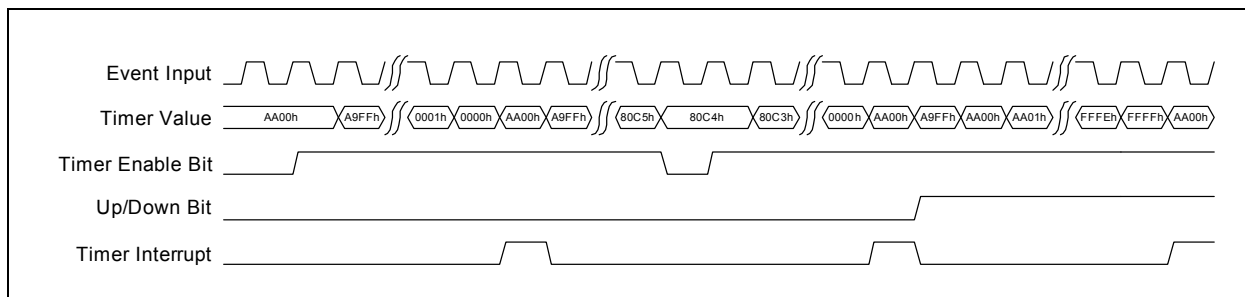 Event Input
Timer Value AA00h A9FFh 0001h 0000h AA00h A9FFh 80C5h 80C4h 80C3h 0000h AA00h A9FFh AA00h AA01h FFFEh FFFFh AA00h
Timer Enable Bit
Up/Down Bit
Timer Interrupt